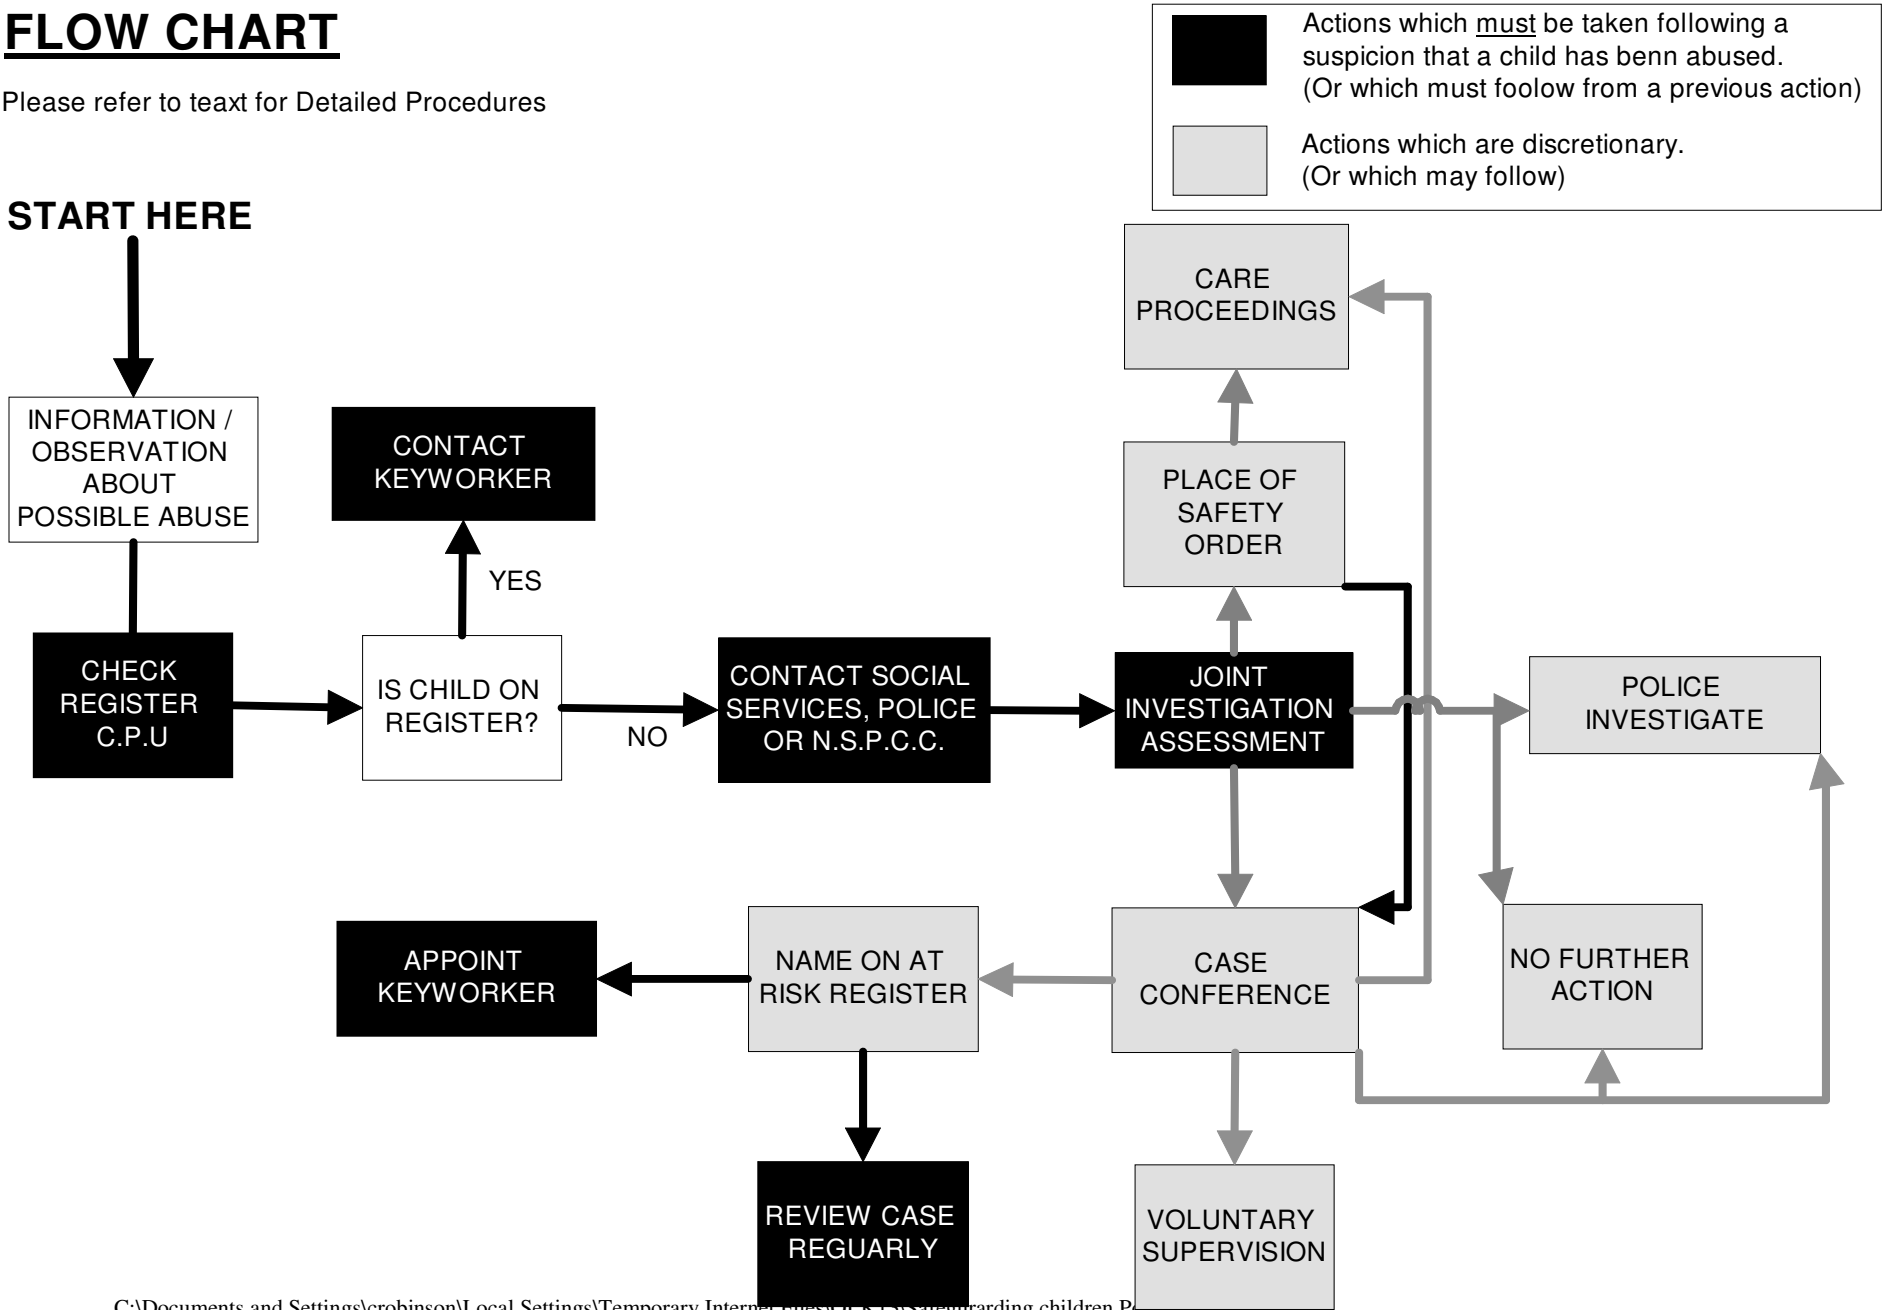 FLOW CHART
Please refer to teaxt for Detailed Procedures
Actions which must be taken following a
suspicion that a child has benn abused.
(Or which must foolow from a previous action)
Actions which are discretionary.
(Or which may follow)
START HERE
INFORMATION /
OBSERVATION
ABOUT
POSSIBLE ABUSE
CONTACT
KEYWORKER
YES
CHECK
REGISTER
C.P.U
IS CHILD ON
REGISTER?
NO
CONTACT SOCIAL
SERVICES, POLICE
OR N.S.P.C.C.
JOINT
INVESTIGATION
ASSESSMENT
CARE
PROCEEDINGS
PLACE OF
SAFETY
ORDER
POLICE
INVESTIGATE
NO FURTHER
ACTION
CASE
CONFERENCE
NAME ON AT
RISK REGISTER
APPOINT
KEYWORKER
REVIEW CASE
REGUARLY
VOLUNTARY
SUPERVISION
C:\Documents and Settings\crobinson\Local Settings\Temporary Internet children